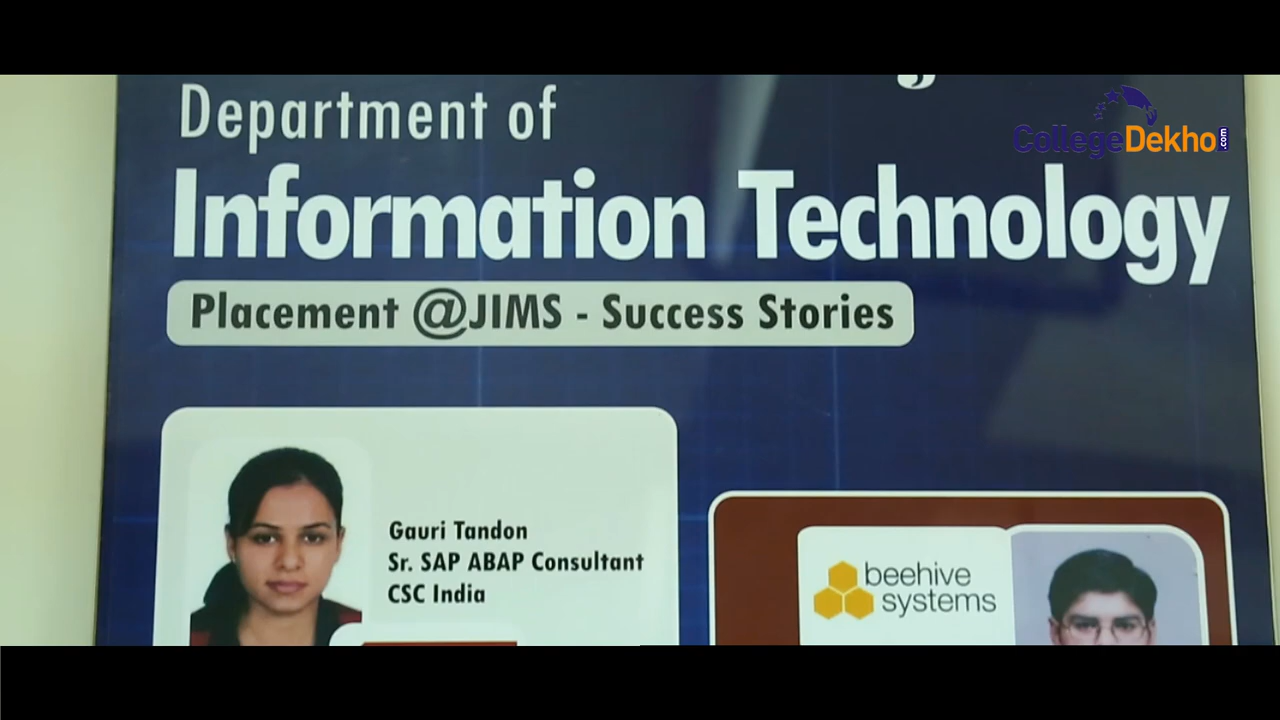 Department of
CollegeDekho.com
Information Technology
Placement @JIMS - Success Stories
Gauri Tandon
Sr. SAP ABAP Consultant
CSC India
beehive
systems